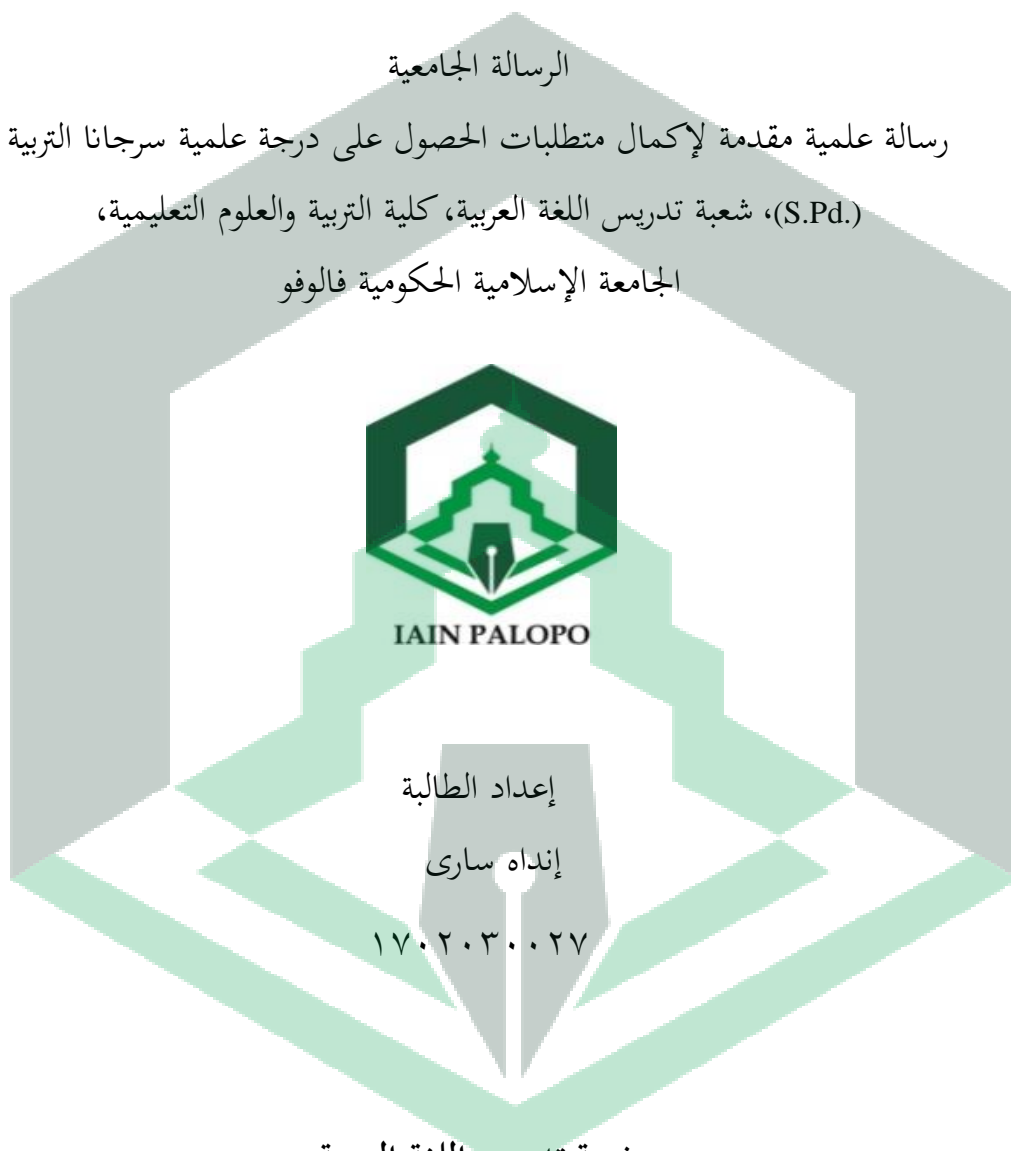 الرسالة الجامعية
رسالة علمية مقدمة لإكمال متطلبات الحصول على درجة علمية سرجانا التربية
(S.Pd.)، شعبة تدريس اللغة العربية، كلية التربية والعلوم التعليمية،
الجامعة الإسلامية الحكومية فالوفو
IAIN PALOPO
إعداد الطالبة
إنداه سارى
١٧٠٢٠٣٠٠٢٧